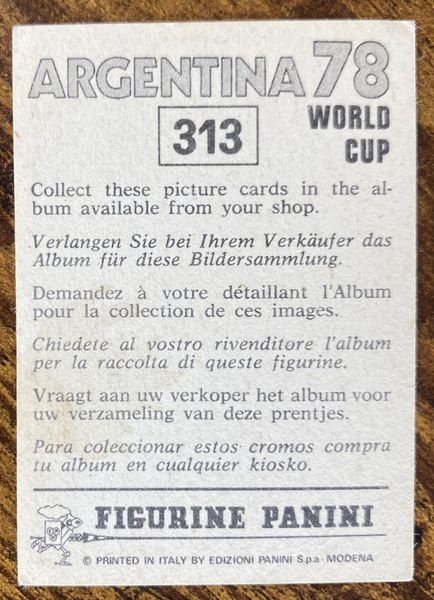 ARGENTINA 78
313
WORLD
CUP
Collect these picture cards in the al-
bum available from your shop.
Verlangen Sie bei Ihrem Verkäufer das
Album für diese Bildersammlung.
Demandez à votre détaillant l'Album
pour la collection de ces images.
Chiedete al vostro rivenditore l'album
per la raccolta di queste figurine.
Vraagt aan uw verkoper het album voor
uw verzameling van deze prentjes.
Para coleccionar estos cromos compra
tu album en cualquier kiosko.
FIGURINE PANINI
© PRINTED IN ITALY BY EDIZIONI PANINI S.p.a - MODENA